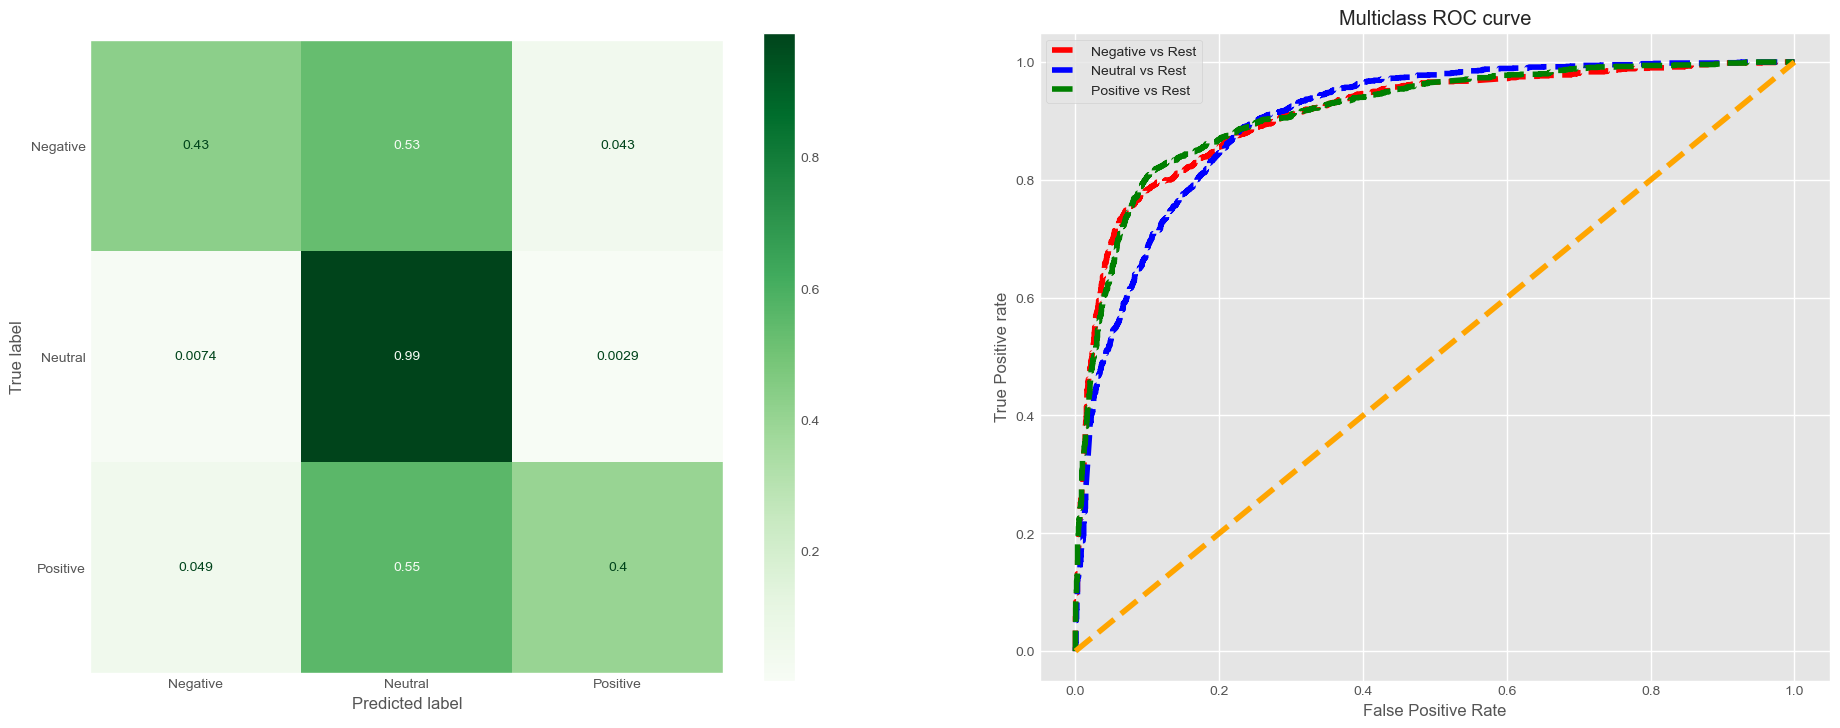 Negative
0.43
0.53
0.043
Neutral
0.0074
0.99
0.0029
Positive
0.049
0.55
0.4
True label
Negative
Neutral
Positive
Predicted label
0.8
0.6
0.4
0.2
Multiclass ROC curve
Negative vs Rest
Neutral vs Rest
Positive vs Rest
True Positive rate
1.0
0.8
0.6
0.4
0.2
0.0
0.0
0.2
0.4
0.6
0.8
1.0
False Positive Rate